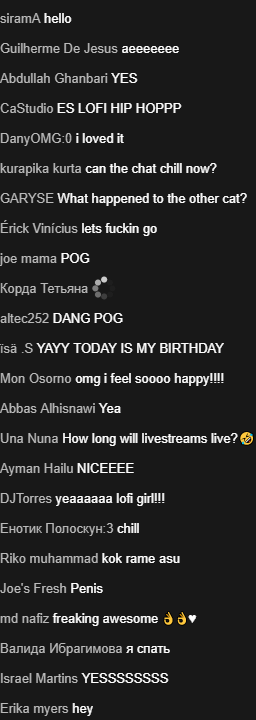 siramA hello
Guilherme De Jesus aeeeeeee
Abdullah Ghanbari YES
CaStudio ES LOFI HIP HOPPP
DanyOMG:0 i loved it
kurapika kurta can the chat chill now?
GARYSE What happened to the other cat?
Érick Vinícius lets fuckin go
joe mama POG
Корда Тетьяна
altec252 DANG POG
ïsä .S YAYY TODAY IS MY BIRTHDAY
Mon Osorno omg i feel soooo happy!!!!
Abbas Alhisnawi Yea
Una Nuna How long will livestreams live?🤣
Ayman Hailu NICEEEE
DJTorres yeaaaaaa lofi girl!!!
Енотик Полоскун:3 chill
Riko muhammad kok rame asu
Joe's Fresh Penis
md nafiz freaking awesome 👌👌♥
Валида Ибрагимова я спать
Israel Martins YESSSSSSSS
Erika myers hey